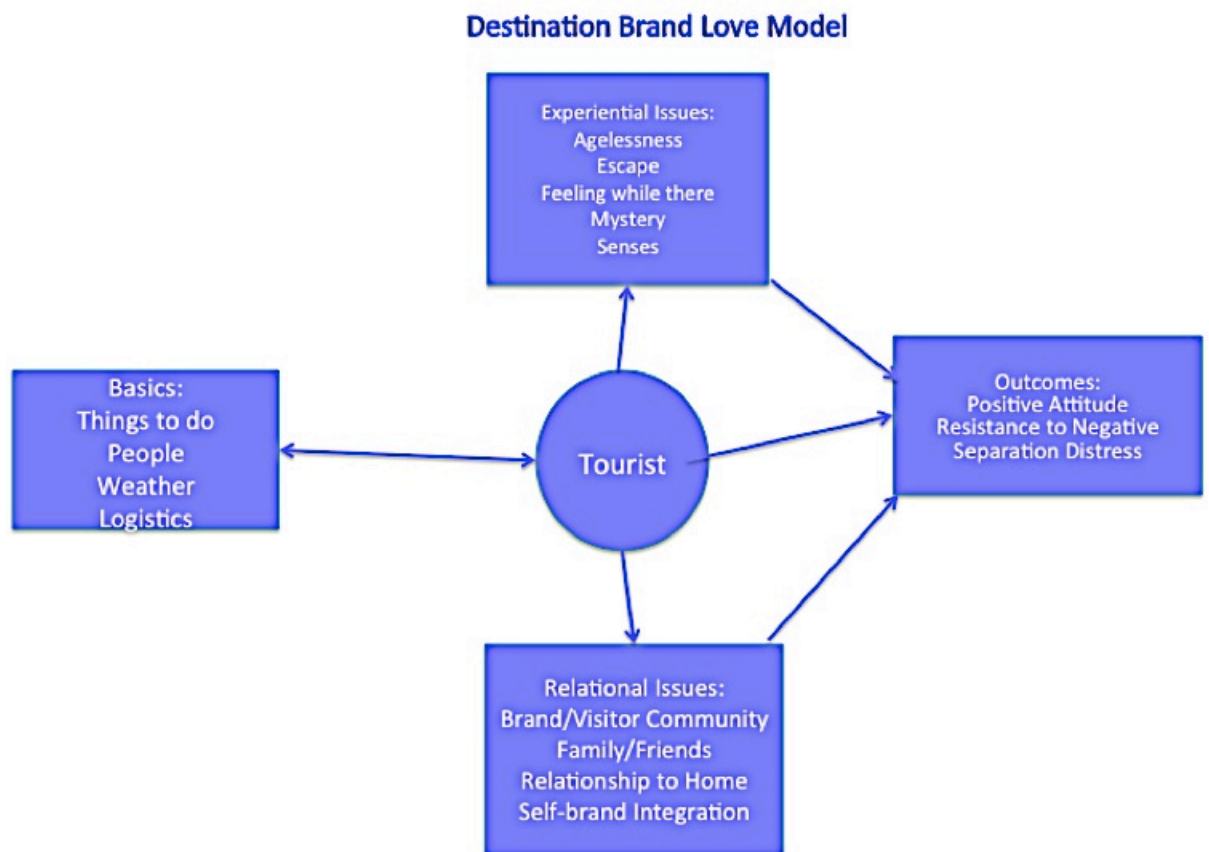 Destination Brand Love Model
Experiential Issues:
Agelessness
Escape
Feeling while there
Mystery
Senses
Basics:
Things to do
People
Weather
Logistics
Tourist
Outcomes:
Positive Attitude
Resistance to Negative
Separation Distress
Relational Issues:
Brand/Visitor Community
Family/Friends
Relationship to Home
Self-brand Integration